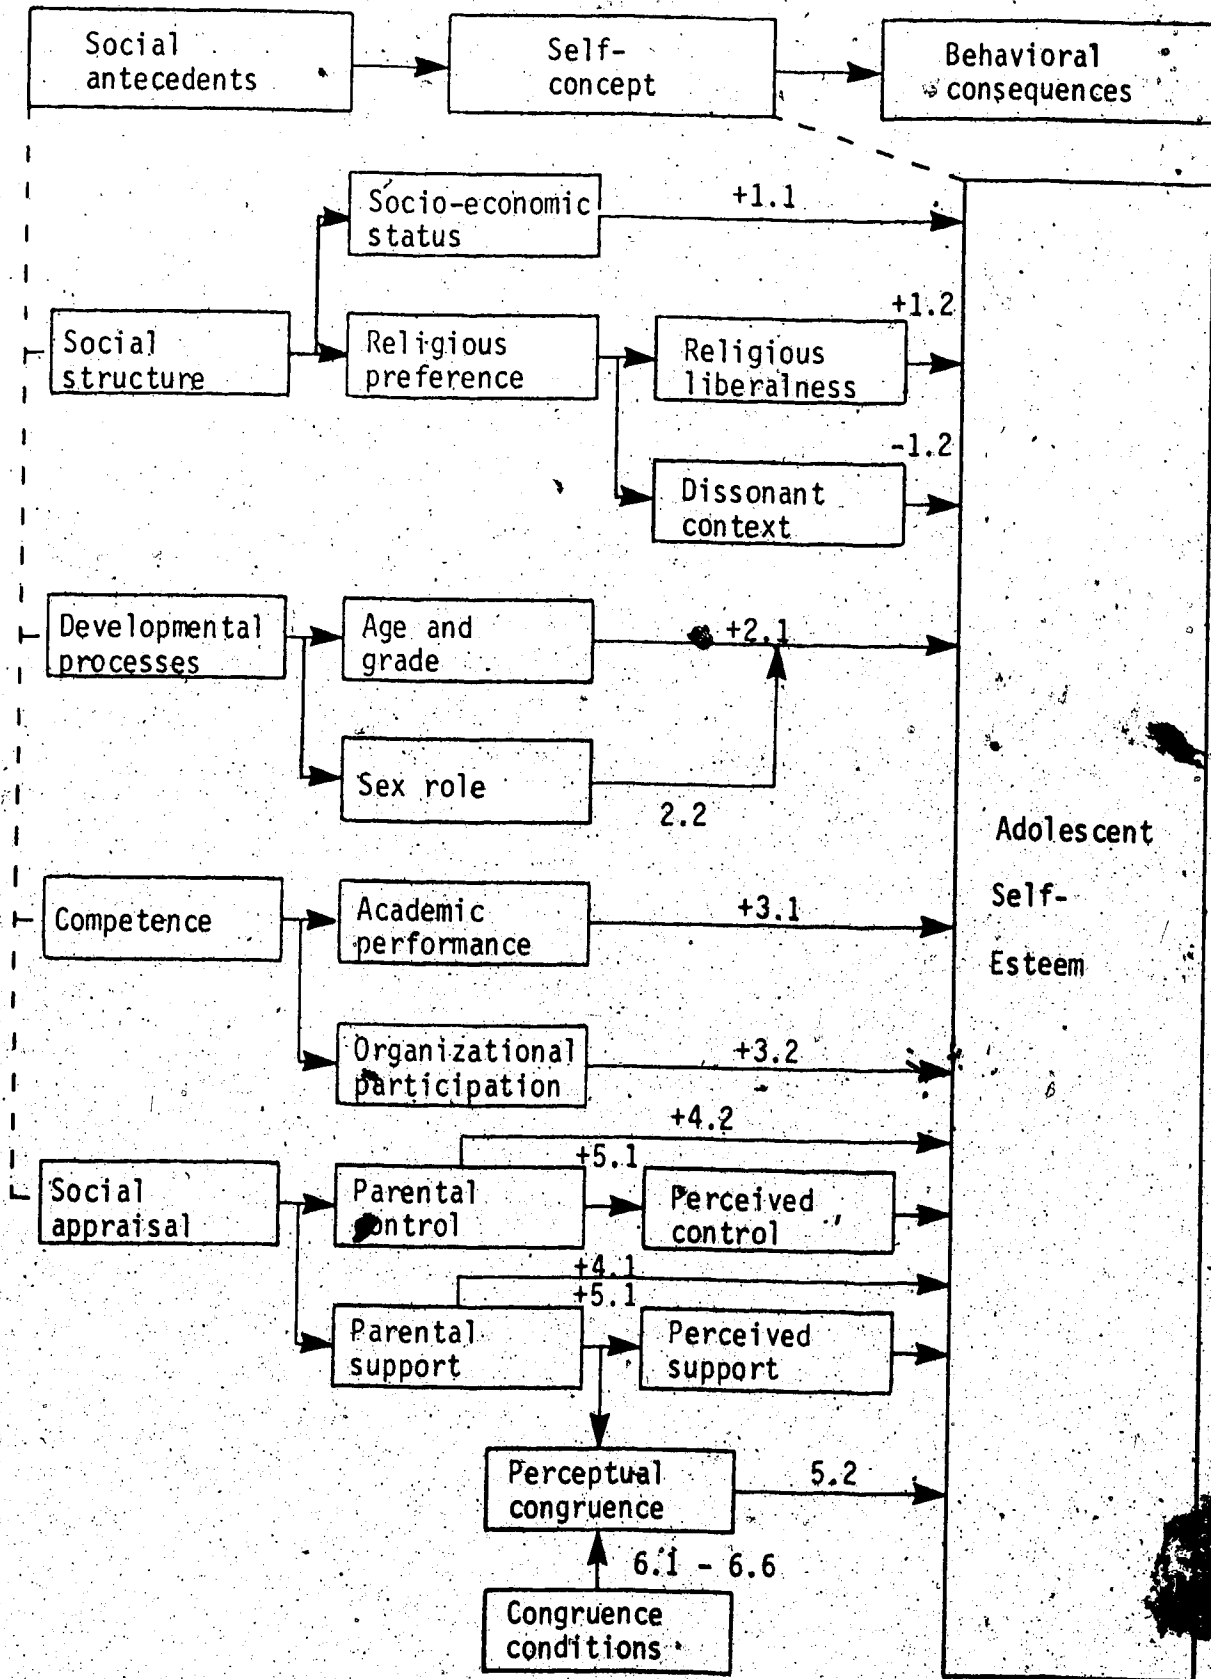 Social
antecedents
Self-
concept
Behavioral
consequences
Socio-economic
status
+1.1
+1.2
Social
structure
Religious
preference
Religious
liberalness
-1.2
Dissonant
context
Developmental
processes
Age and
grade
+2.1
Sex role
2.2
Adolescent
Self-
Esteem
Competence
Academic
performance
+3.1
Organizational
participation
+3.2
+4.2
+5.1
Social
appraisal
Parental
control
Perceived
control
+4.1
+5.1
Parental
support
Perceived
support
Perceptual
congruence
5.2
6.1 - 6.6
Congruence
conditions